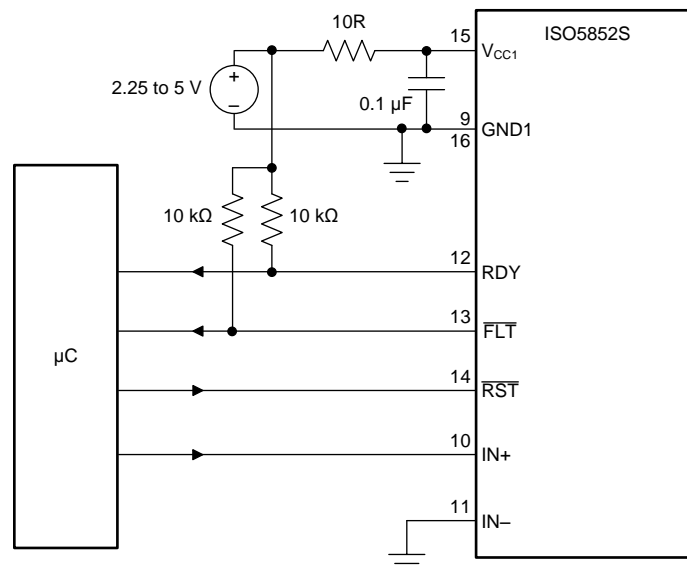 10R
15
ISO5852S
V_CC1
2.25 to 5 V
+
–
0.1 µF
9
GND1
16
10 kΩ
10 kΩ
12
RDY
13
FLT
µC
14
RST
10
IN+
11
IN–